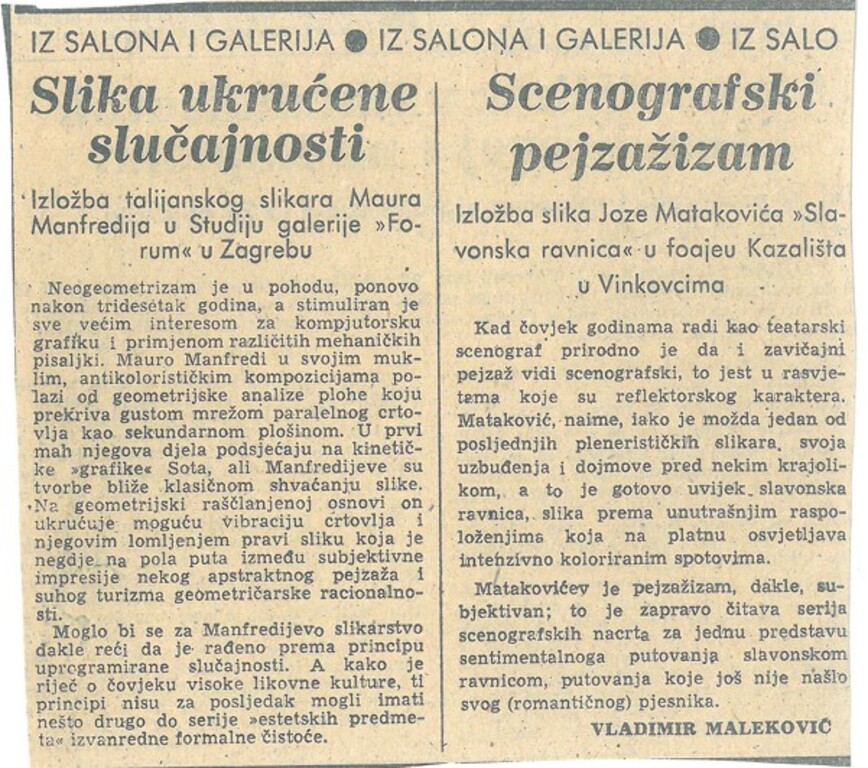 IZ SALONA I GALERIJA ● IZ SALONA I GALERIJA ● IZ SALO
Slika ukrućene
slučajnosti
Izložba talijanskog slikara Maura
Manfredija u Studiju galerije »Fo-
rum« u Zagrebu
Neogeometrizam je u pohodu, ponovo
nakon tridesetak godina, a stimuliran je
sve većim interesom za kompjutorsku
grafiku i primjenom različitih mehaničkih
pisaljki. Mauro Manfredi u svojim muk-
lim, antikolorističkim kompozicijama po-
lazi od geometrijske analize plohe koju
prekriva gustom mrežom paralelnog crto-
vlja kao sekundarnom plošinom. U prvi
mah njegova djela podsjećaju na kinetič-
ke »grafike« Sota, ali Manfredijeve su
tvorbe bliže klasičnom shvaćanju slike.
Na geometrijski raščlanjenoj osnovi on
ukrućuje moguću vibraciju crtovlja i
njegovim lomljenjem pravi sliku koja je
negdje na pola puta između subjektivne
impresije nekog apstraktnog pejzaža i
suhog turizma geometričarske racionalno-
sti.
Moglo bi se za Manfredijevo slikarstvo
dakle reći da je rađeno prema principu
uprogramirane slučajnosti. A kako je
riječ o čovjeku visoke likovne kulture, ti
principi nisu za posljedak mogli imati
nešto drugo do serije »estetskih predme-
ta« izvanredne formalne čistoće.
Scenografski
pejzažizam
Izložba slika Joze Matakovića »Sla-
vonska ravnica« u foajeu Kazališta
u Vinkovcima
Kad čovjek godinama radi kao teatarski
scenograf prirodno je da i zavičajni
pejzaž vidi scenografski, to jest u rasvje-
tama koje su reflektorskog karaktera.
Mataković, naime, iako je možda jedan od
posljednjih plenerističkih slikara, svoja
uzbuđenja i dojmove pred nekim krajoli-
kom, a to je gotovo uvijek slavonska
ravnica, slika prema unutrašnjim raspo-
loženjima koja na platnu osvjetljava
intenzivno koloriranim spotovima.
Matakovićev je pejzažizam, dakle, su-
bjektivan; to je zapravo čitava serija
scenografskih nacrta za jednu predstavu
sentimentalnoga putovanja slavonskom
ravnicom, putovanja koje još nije našlo
svog (romantičnog) pjesnika.
VLADIMIR MALEKOVIĆ